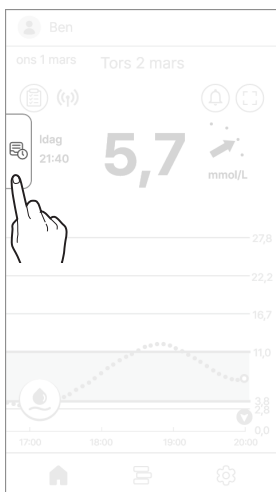 Ben
ons 1 mars Tors 2 mars
Idag
21:40
5,7
mmol/L
27,8
22,2
16,7
11,0
3,8
2,8
0,0
17:00 18:00 19:00 20:00